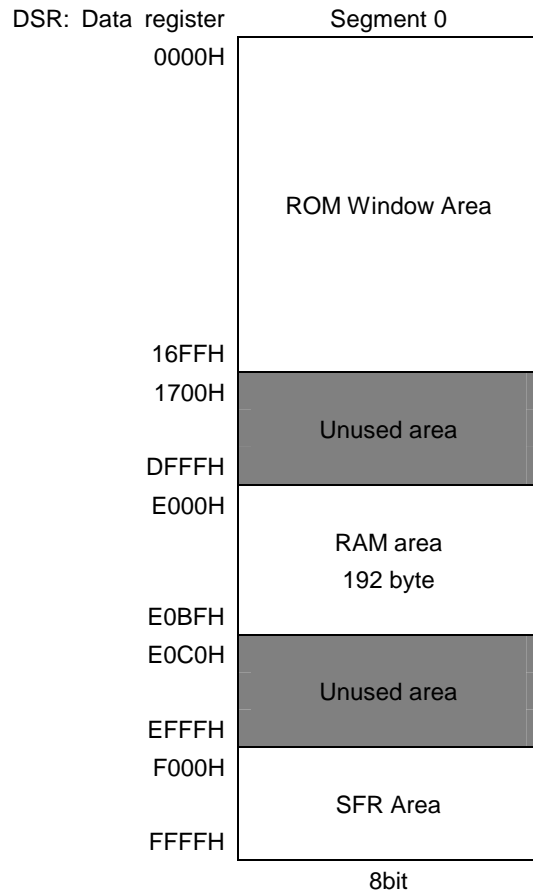 DSR: Data register Segment 0
0000H
ROM Window Area
16FFH
1700H
Unused area
DFFFH
E000H
RAM area
192 byte
E0BFH
E0C0H
Unused area
EFFFH
F000H
SFR Area
FFFFH
8bit